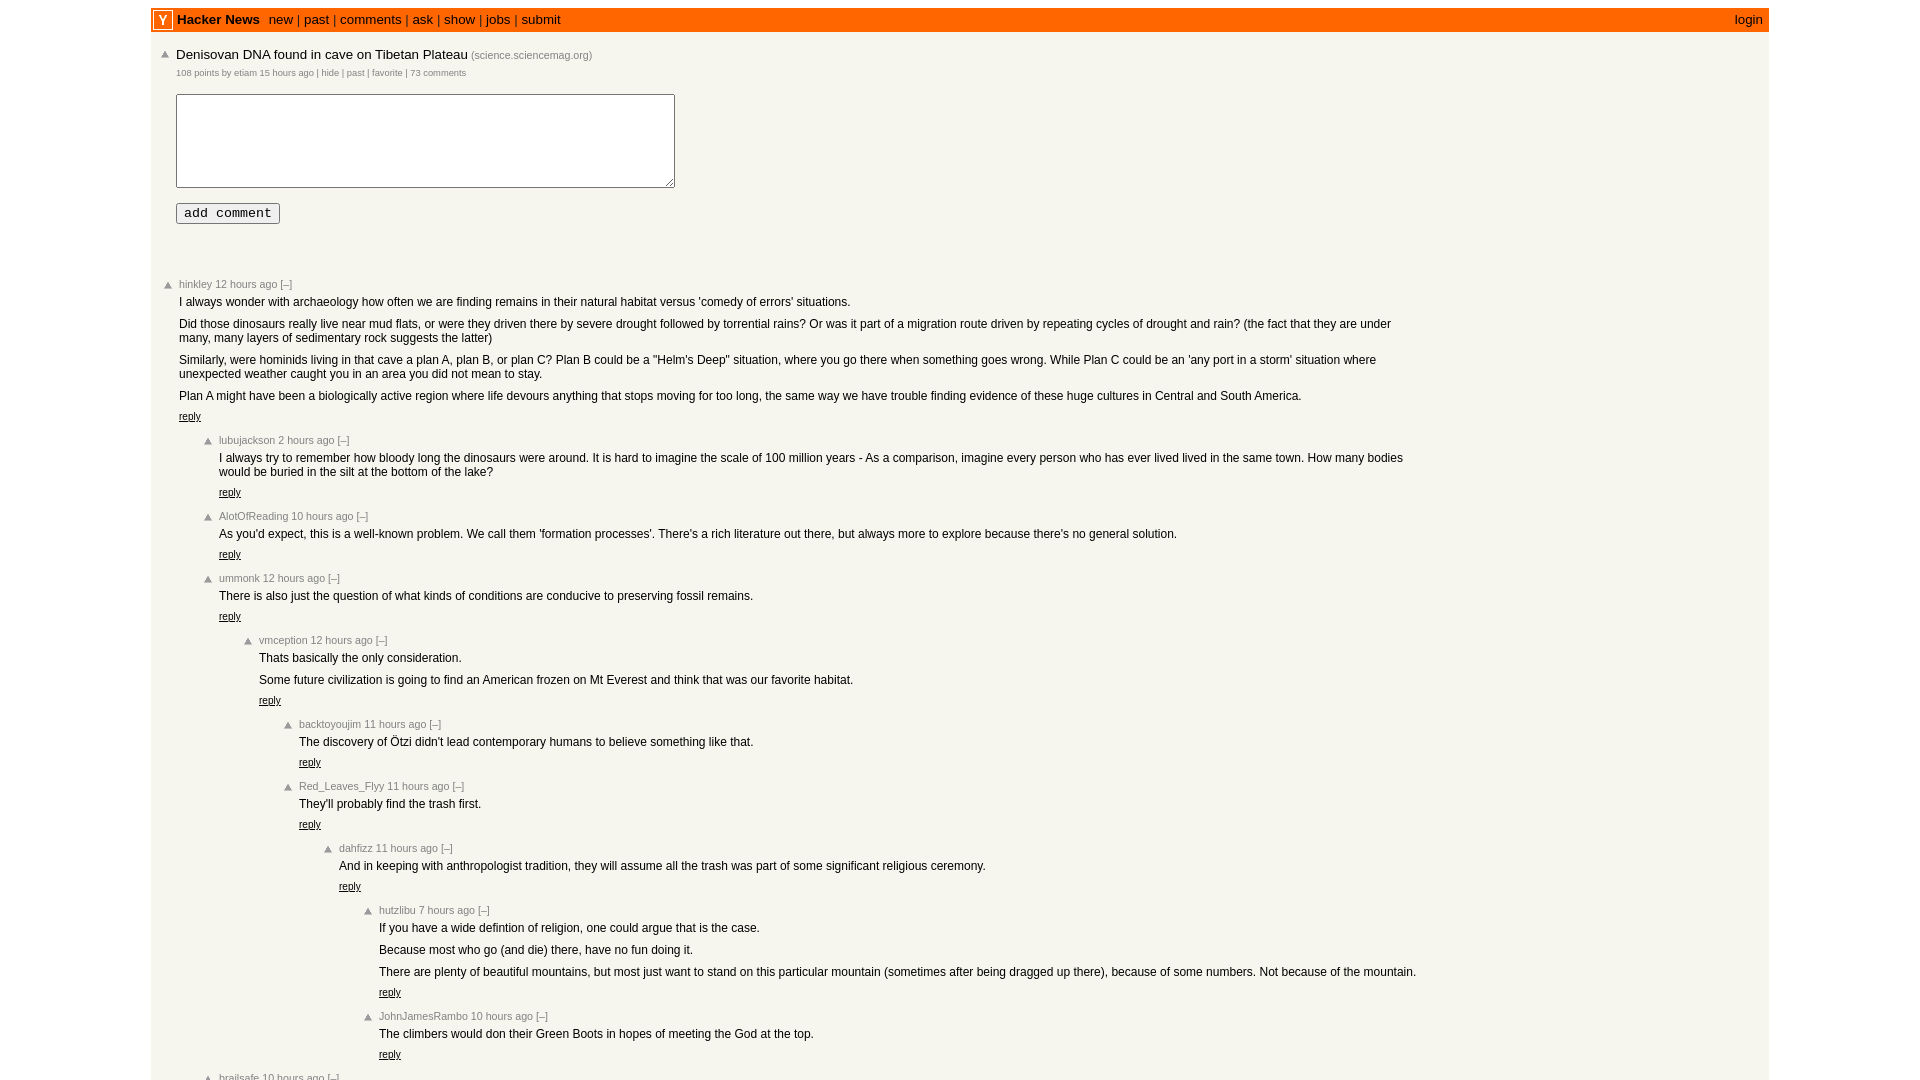 Y Hacker News new | past | comments | ask | show | jobs | submit login
Denisovan DNA found in cave on Tibetan Plateau (science.sciencemag.org)
108 points by etiam 15 hours ago | hide | past | favorite | 73 comments
add comment
hinkley 12 hours ago [–]
I always wonder with archaeology how often we are finding remains in their natural habitat versus 'comedy of errors' situations.
Did those dinosaurs really live near mud flats, or were they driven there by severe drought followed by torrential rains? Or was it part of a migration route driven by repeating cycles of drought and rain? (the fact that they are under
many, many layers of sedimentary rock suggests the latter)
Similarly, were hominids living in that cave a plan A, plan B, or plan C? Plan B could be a "Helm's Deep" situation, where you go there when something goes wrong. While Plan C could be an 'any port in a storm' situation where
unexpected weather caught you in an area you did not mean to stay.
Plan A might have been a biologically active region where life devours anything that stops moving for too long, the same way we have trouble finding evidence of these huge cultures in Central and South America.
reply
lubujackson 2 hours ago [–]
I always try to remember how bloody long the dinosaurs were around. It is hard to imagine the scale of 100 million years - As a comparison, imagine every person who has ever lived lived in the same town. How many bodies
would be buried in the silt at the bottom of the lake?
reply
AlotOfReading 10 hours ago [–]
As you'd expect, this is a well-known problem. We call them 'formation processes'. There's a rich literature out there, but always more to explore because there's no general solution.
reply
ummonk 12 hours ago [–]
There is also just the question of what kinds of conditions are conducive to preserving fossil remains.
reply
vmception 12 hours ago [–]
Thats basically the only consideration.
Some future civilization is going to find an American frozen on Mt Everest and think that was our favorite habitat.
reply
backtoyoujim 11 hours ago [–]
The discovery of Ötzi didn't lead contemporary humans to believe something like that.
reply
Red_Leaves_Flyy 11 hours ago [–]
They'll probably find the trash first.
reply
dahfizz 11 hours ago [–]
And in keeping with anthropologist tradition, they will assume all the trash was part of some significant religious ceremony.
reply
hutzlibu 7 hours ago [–]
If you have a wide defintion of religion, one could argue that is the case.
Because most who go (and die) there, have no fun doing it.
There are plenty of beautiful mountains, but most just want to stand on this particular mountain (sometimes after being dragged up there), because of some numbers. Not because of the mountain.
reply
JohnJamesRambo 10 hours ago [–]
The climbers would don their Green Boots in hopes of meeting the God at the top.
reply
brailsafe 10 hours ago [–]